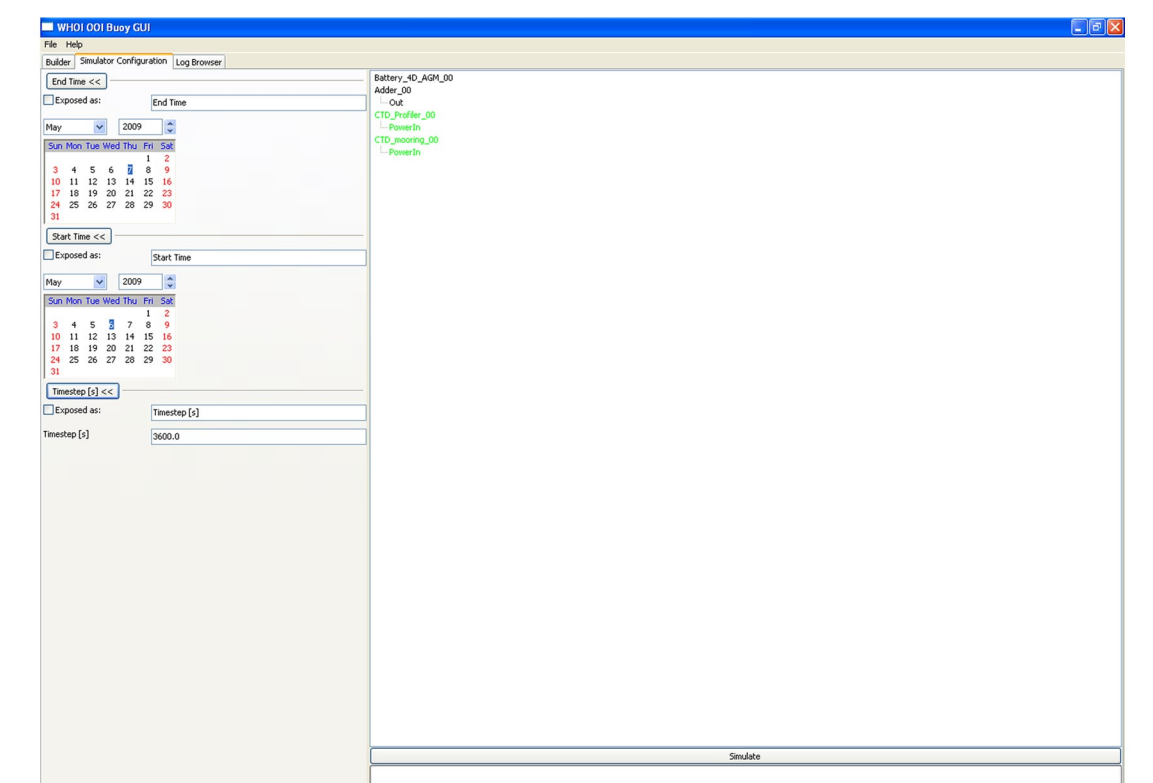 WHOI OOI Buoy GUI
File Help
Builder Simulator Configuration Log Browser
End Time <<
Exposed as: End Time
May 2009
Sun Mon Tue Wed Thu Fri Sat
1 2
3 4 5 6 7 8 9
10 11 12 13 14 15 16
17 18 19 20 21 22 23
24 25 26 27 28 29 30
31
Start Time <<
Exposed as: Start Time
May 2009
Sun Mon Tue Wed Thu Fri Sat
1 2
3 4 5 6 7 8 9
10 11 12 13 14 15 16
17 18 19 20 21 22 23
24 25 26 27 28 29 30
31
Timestep [s] <<
Exposed as: Timestep [s]
Timestep [s] 3600.0
Battery_4D_AGM_00
Adder_00
Out
CTD_Profiler_00
PowerIn
CTD_mooring_00
PowerIn
Simulate